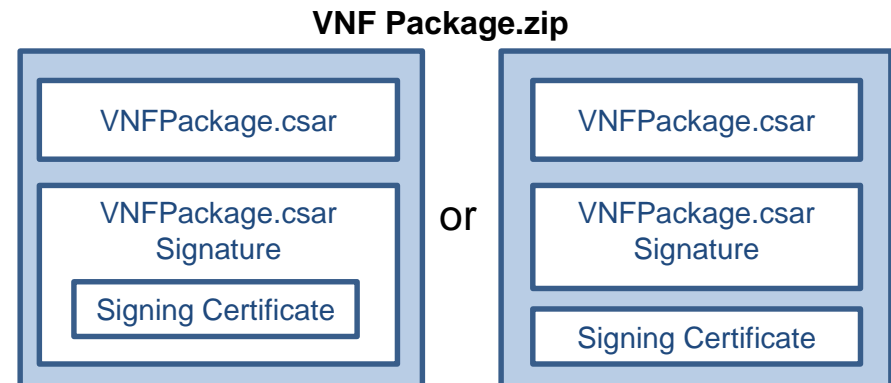 VNF Package.zip
VNFPackage.csar
VNFPackage.csar
Signature
Signing Certificate
or
VNFPackage.csar
VNFPackage.csar
Signature
Signing Certificate